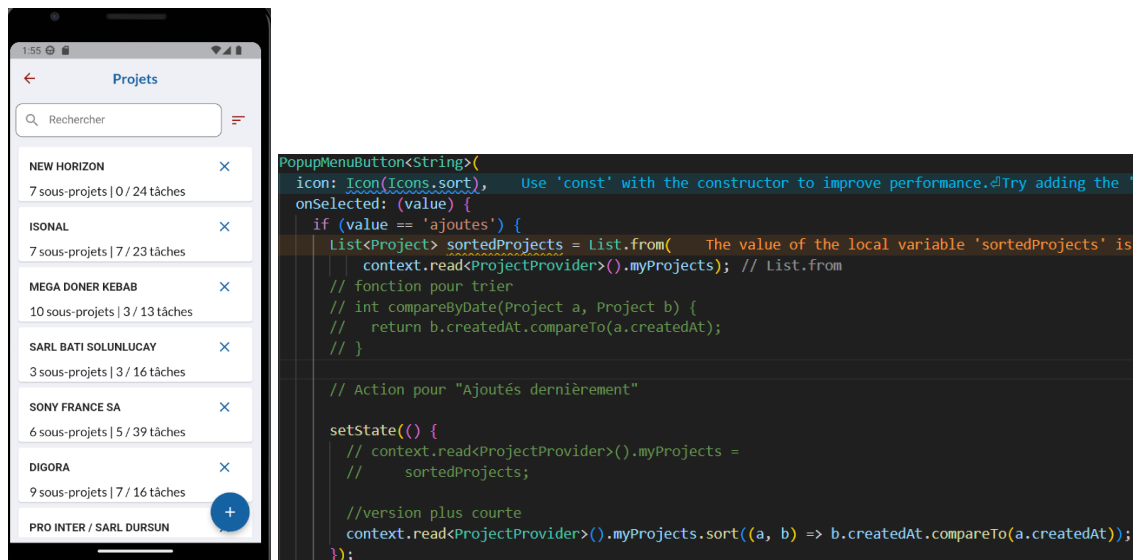 1:55
Projets
Rechercher
NEW HORIZON
7 sous-projets | 0 / 24 tâches
ISONAL
7 sous-projets | 7 / 23 tâches
MEGA DONER KEBAB
10 sous-projets | 3 / 13 tâches
SARL BATI SOLUNLUCAY
3 sous-projets | 3 / 16 tâches
SONY FRANCE SA
6 sous-projets | 5 / 39 tâches
DIGORA
9 sous-projets | 7 / 16 tâches
PRO INTER / SARL DURSUN
PopupMenuButton<String>(
icon: Icon(Icons.sort), Use 'const' with the constructor to improve performance.⏎Try adding the '
onSelected: (value) {
if (value == 'ajoutes') {
List<Project> sortedProjects = List.from( The value of the local variable 'sortedProjects' is
context.read<ProjectProvider>().myProjects); // List.from
// fonction pour trier
// int compareByDate(Project a, Project b) {
//   return b.createdAt.compareTo(a.createdAt);
// }
// Action pour "Ajoutés dernièrement"
setState(() {
// context.read<ProjectProvider>().myProjects =
//     sortedProjects;
//version plus courte
context.read<ProjectProvider>().myProjects.sort((a, b) => b.createdAt.compareTo(a.createdAt));
});